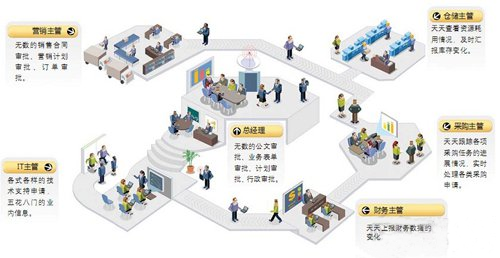 营销主管
无数的销售合同
审批，营销计划
审批、订单审
批。
仓储主管
天天查看资源耗
用情况，及时汇
报库存变化。
总经理
无数的公文审
批、业务表单
审批、计划审
批,行政审批。
采购主管
天天跟踪各项
采购任务的进
展情况，实时
处理各类采购
申请。
IT主管
各式各样的技
术支持申请，
五花八门的业
内信息。
财务主管
天天上报财务数据的
变化